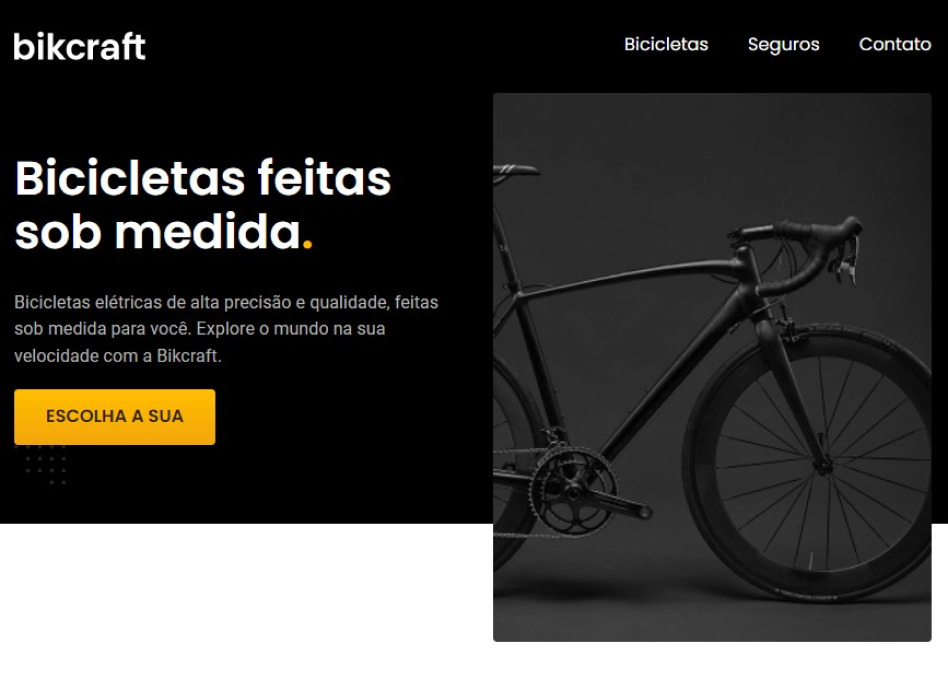 bikcraft
Bicicletas Seguros Contato
Bicicletas feitas
sob medida.
Bicicletas elétricas de alta precisão e qualidade, feitas
sob medida para você. Explore o mundo na sua
velocidade com a Bikcraft.
ESCOLHA A SUA